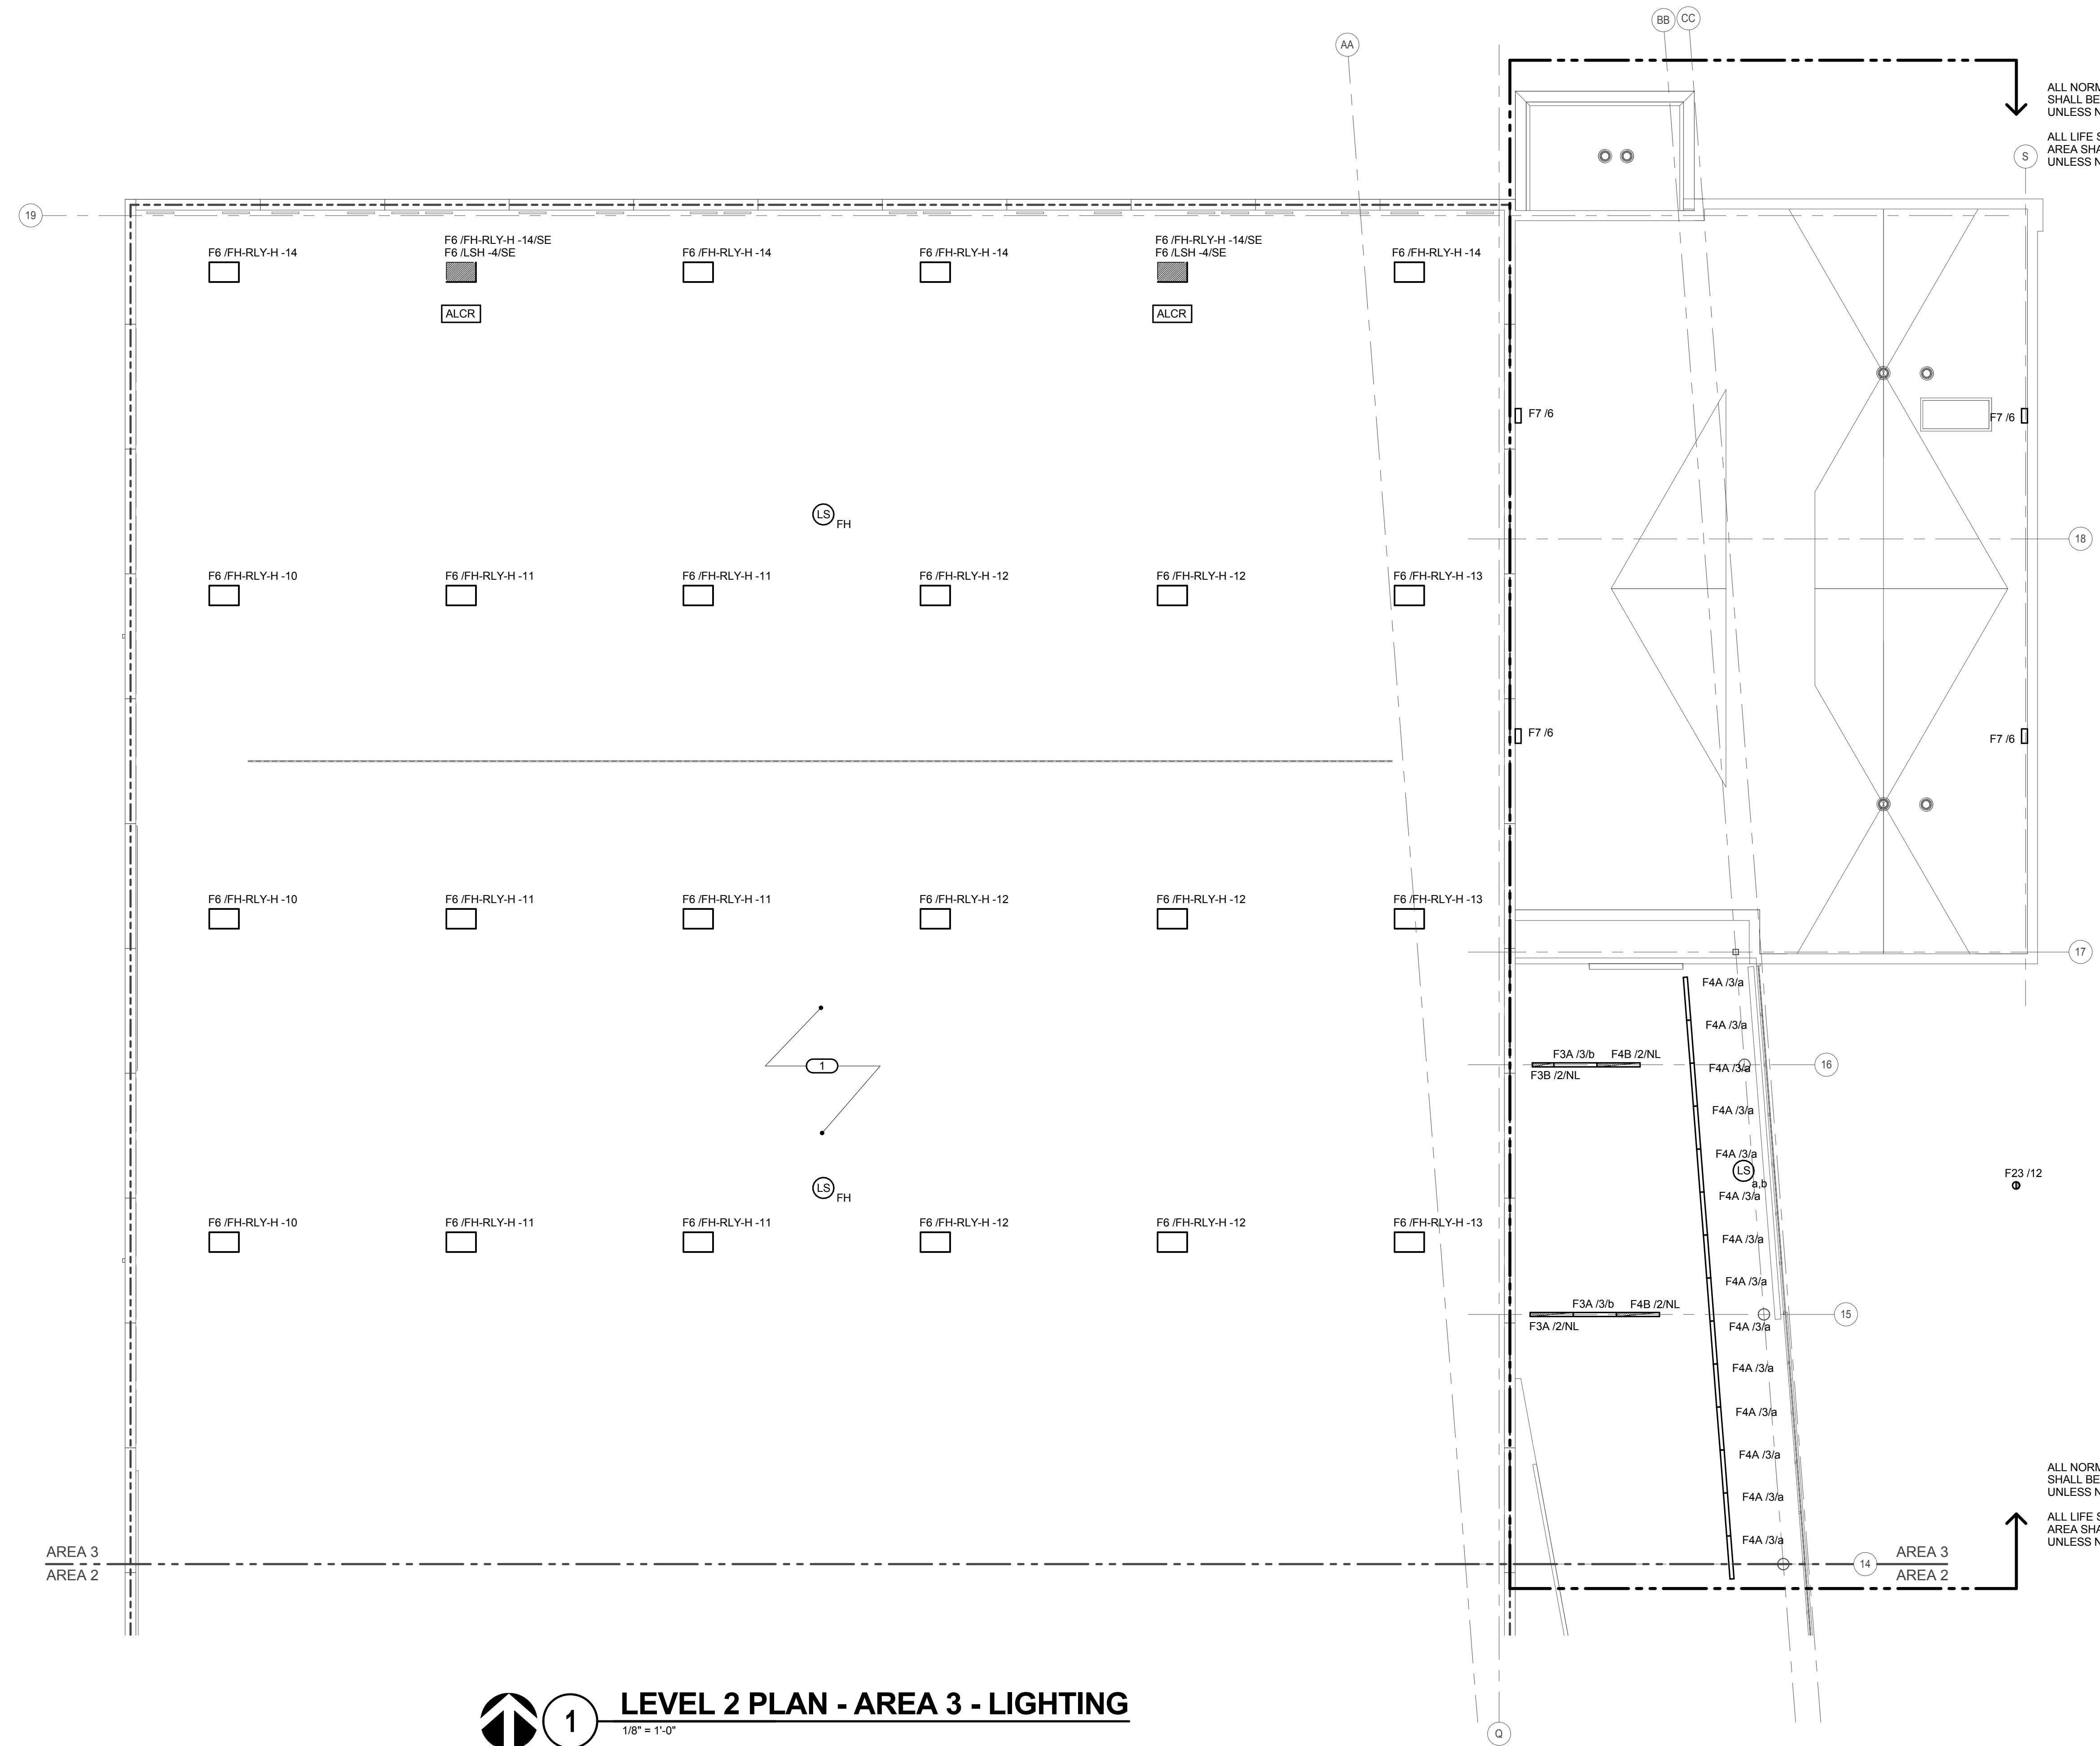 AA
BB
CC
ALL NORM
SHALL BE
UNLESS N
ALL LIFE S
AREA SHA
UNLESS N
S
19
F6 /FH-RLY-H -14
F6 /FH-RLY-H -14/SE
F6 /LSH -4/SE
F6 /FH-RLY-H -14
F6 /FH-RLY-H -14
F6 /FH-RLY-H -14/SE
F6 /LSH -4/SE
F6 /FH-RLY-H -14
ALCR
ALCR
F7 /6
F7 /6
LS
FH
18
F6 /FH-RLY-H -10
F6 /FH-RLY-H -11
F6 /FH-RLY-H -11
F6 /FH-RLY-H -12
F6 /FH-RLY-H -12
F6 /FH-RLY-H -13
F7 /6
F7 /6
F6 /FH-RLY-H -10
F6 /FH-RLY-H -11
F6 /FH-RLY-H -11
F6 /FH-RLY-H -12
F6 /FH-RLY-H -12
F6 /FH-RLY-H -13
17
F4A /3/a
F4A /3/a
F3A /3/b
F4B /2/NL
F4A /3/a
1
16
F3B /2/NL
F4A /3/a
F4A /3/a
LS
a,b
F23 /12
LS
FH
F4A /3/a
F6 /FH-RLY-H -10
F6 /FH-RLY-H -11
F6 /FH-RLY-H -11
F6 /FH-RLY-H -12
F6 /FH-RLY-H -12
F6 /FH-RLY-H -13
F4A /3/a
F4A /3/a
F3A /3/b
F4B /2/NL
15
F3A /2/NL
F4A /3/a
F4A /3/a
F4A /3/a
F4A /3/a
ALL NORM
SHALL BE
UNLESS N
F4A /3/a
ALL LIFE S
AREA SHA
UNLESS N
F4A /3/a
AREA 3
AREA 2
14
AREA 3
AREA 2
1
LEVEL 2 PLAN - AREA 3 - LIGHTING
1/8" = 1'-0"
Q